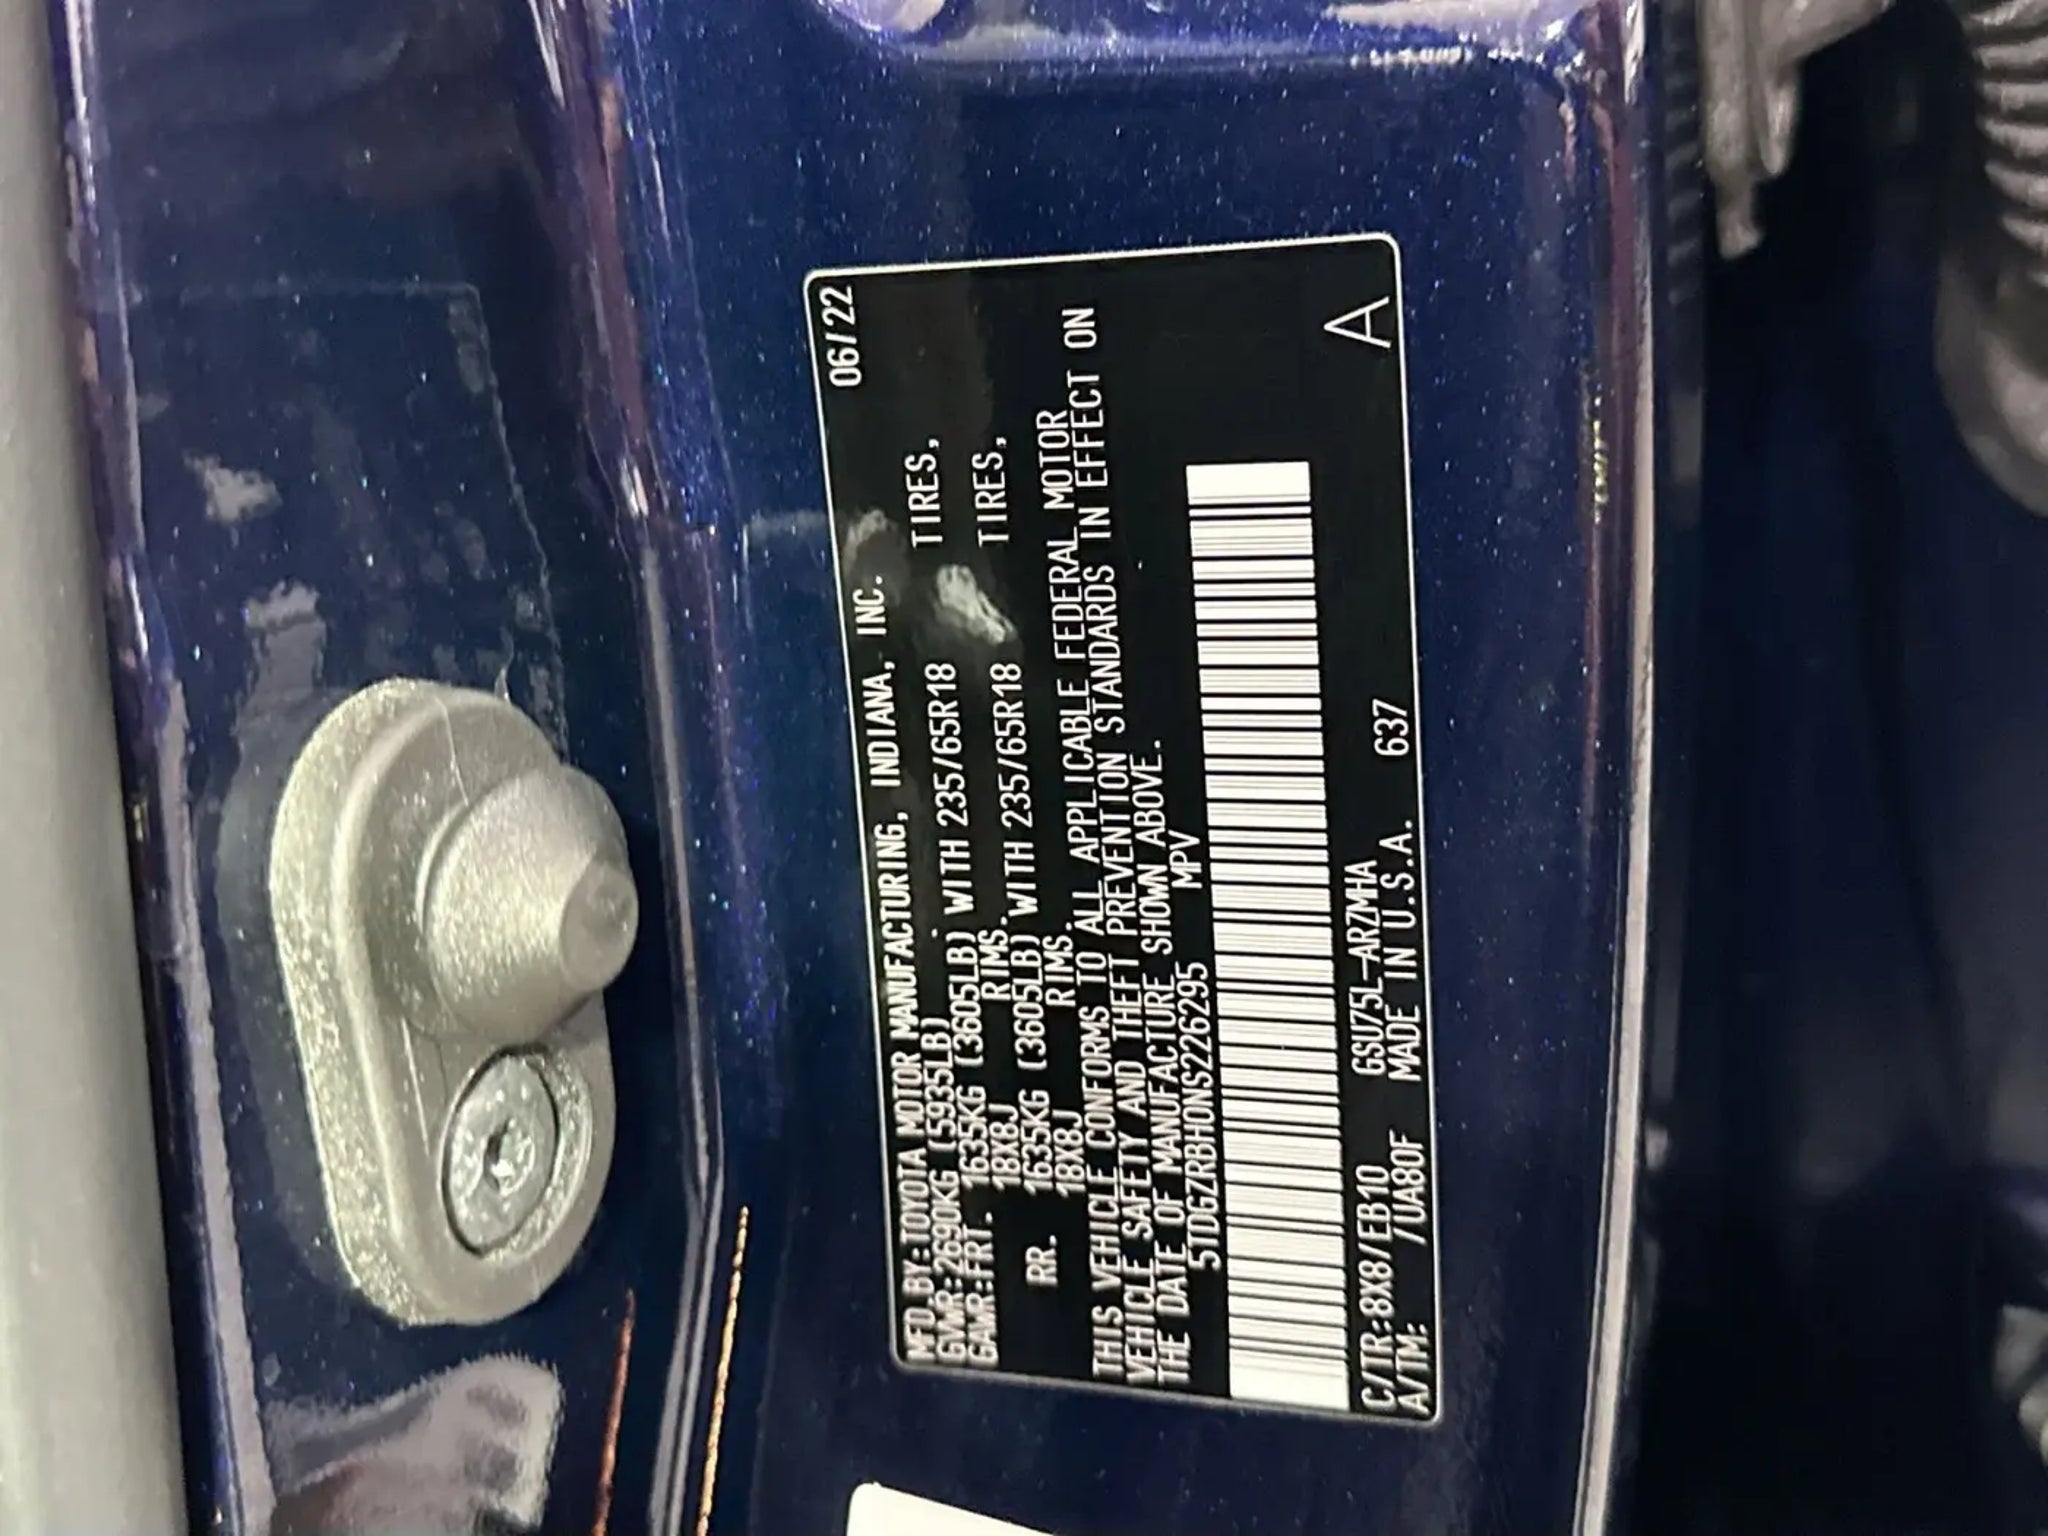 MFD.BY:TOYOTA MOTOR MANUFACTURING, INDIANA, INC. 06/22
GVWR:2690KG (5935LB)
GAWR:FRT. 1635KG (3605LB) WITH 235/65R18 TIRES,
18X8J RIMS.
RR. 1635KG (3605LB) WITH 235/65R18 TIRES,
18X8J RIMS.
THIS VEHICLE CONFORMS TO ALL APPLICABLE FEDERAL MOTOR
VEHICLE SAFETY AND THEFT PREVENTION STANDARDS IN EFFECT ON
THE DATE OF MANUFACTURE SHOWN ABOVE.
5TDGZRBH0NS226295 MPV
C/TR:8X8/EB10 GSU75L-ARZMHA
A/TM: /UA80F MADE IN U.S.A. 637 A